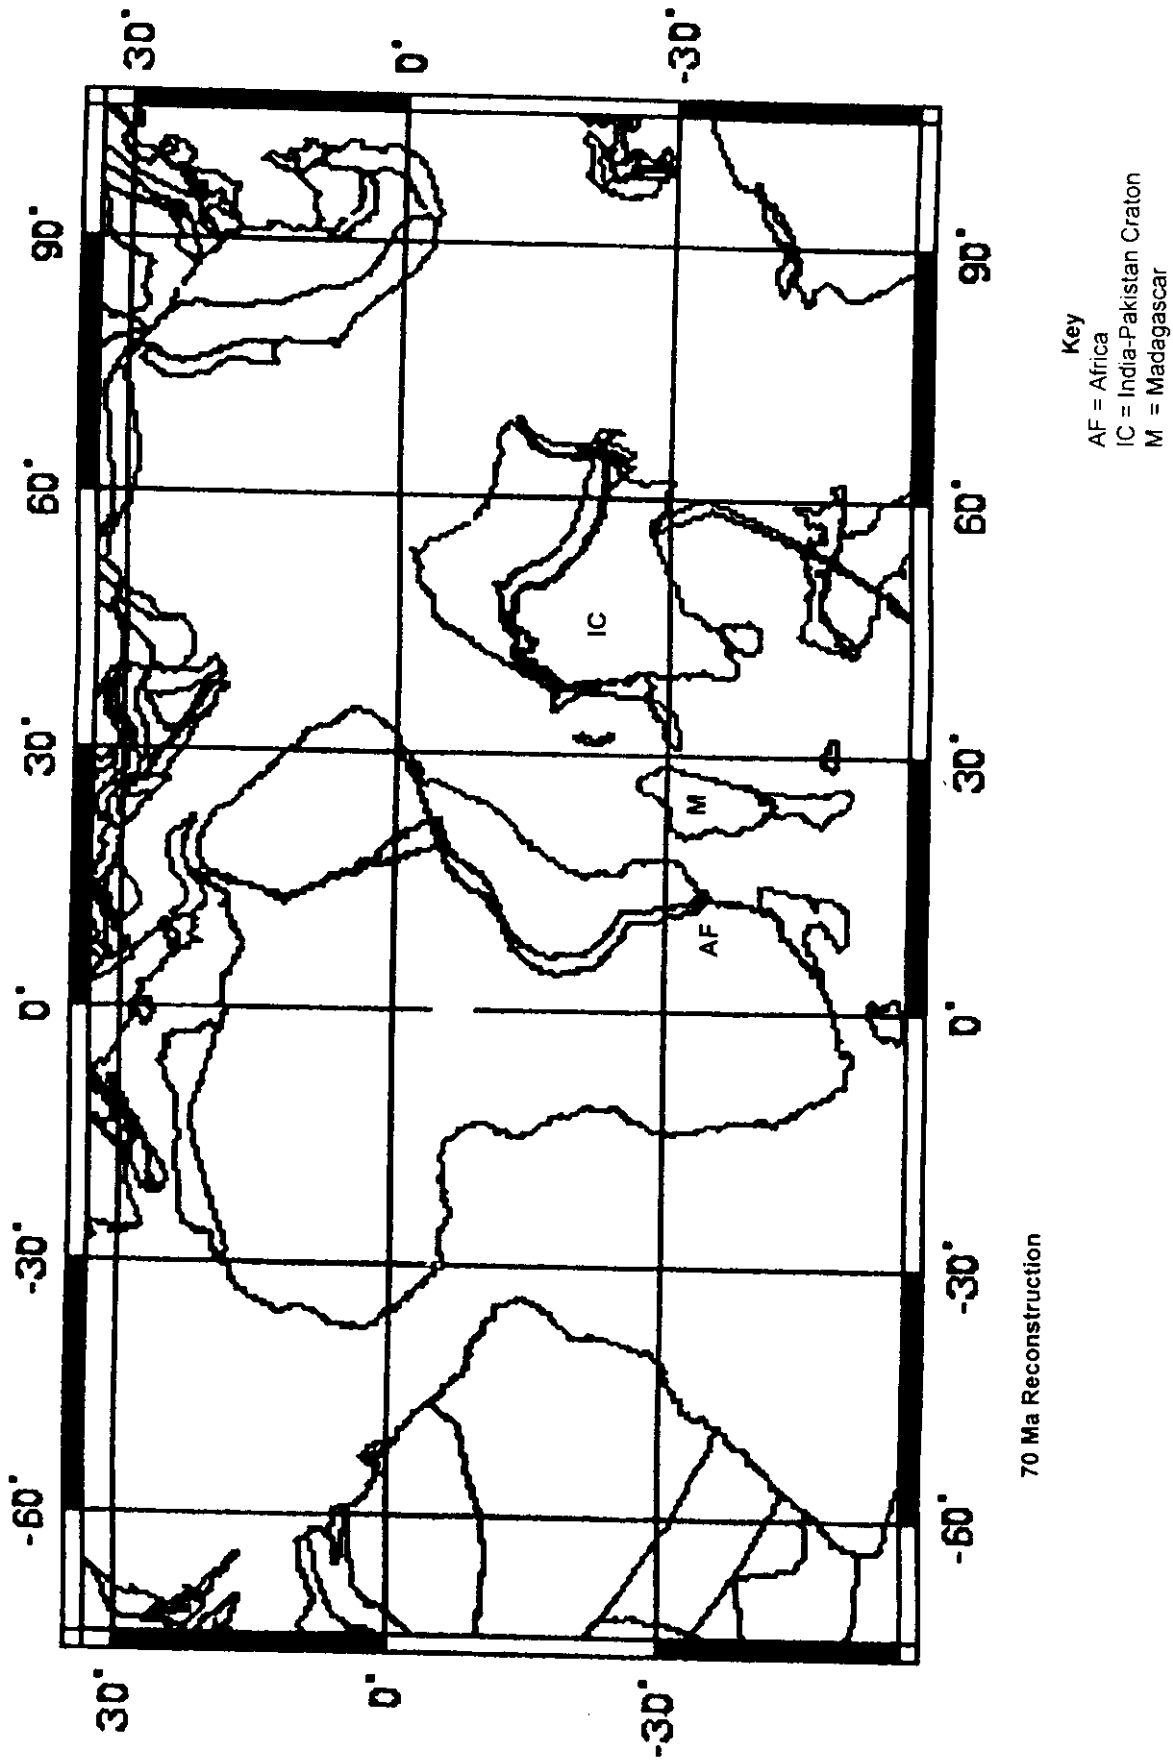 30° 0° -30°
-60° -30° 0° 30° 60° 90°
IC
M
AF
-60° -30° 0° 30° 60° 90°
30° 0° -30°
70 Ma Reconstruction
Key
AF = Africa
IC = India-Pakistan Craton
M = Madagascar